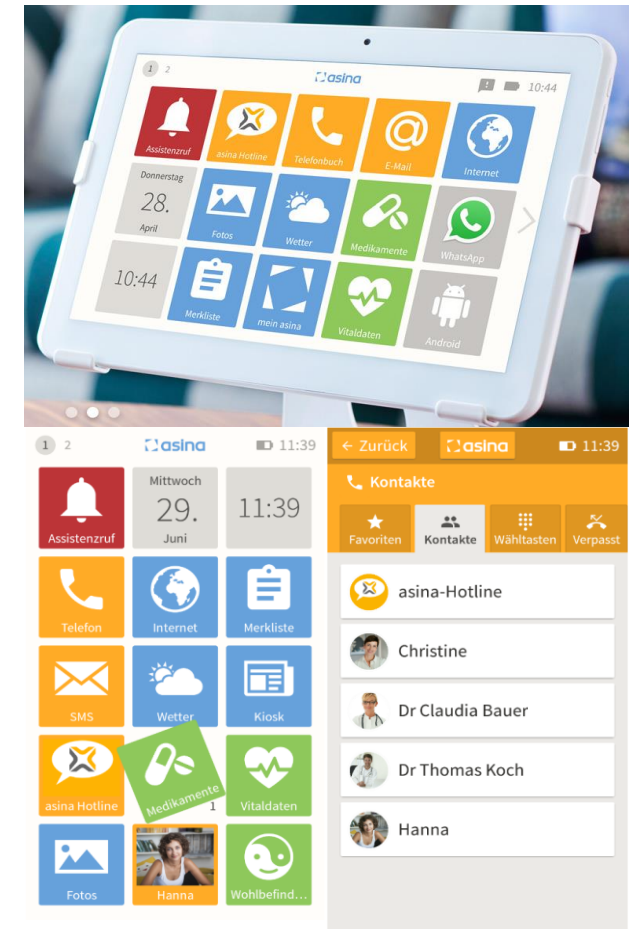 1 2
asina
10:44
Assistenzruf
asina Hotline
Telefonbuch
E-Mail
Internet
Donnerstag
28.
April
Fotos
Wetter
Medikamente
WhatsApp
10:44
Merkliste
mein asina
Vitaldaten
Android
1 2
asina
11:39
Assistenzruf
Mittwoch
29.
Juni
11:39
Telefon
Internet
Merkliste
SMS
Wetter
Kiosk
asina Hotline
Medikamente
1
Vitaldaten
Fotos
Hanna
Wohlbefind...
← Zurück
asina
11:39
Kontakte
Favoriten
Kontakte
Wähltasten
Verpasst
asina-Hotline
Christine
Dr Claudia Bauer
Dr Thomas Koch
Hanna